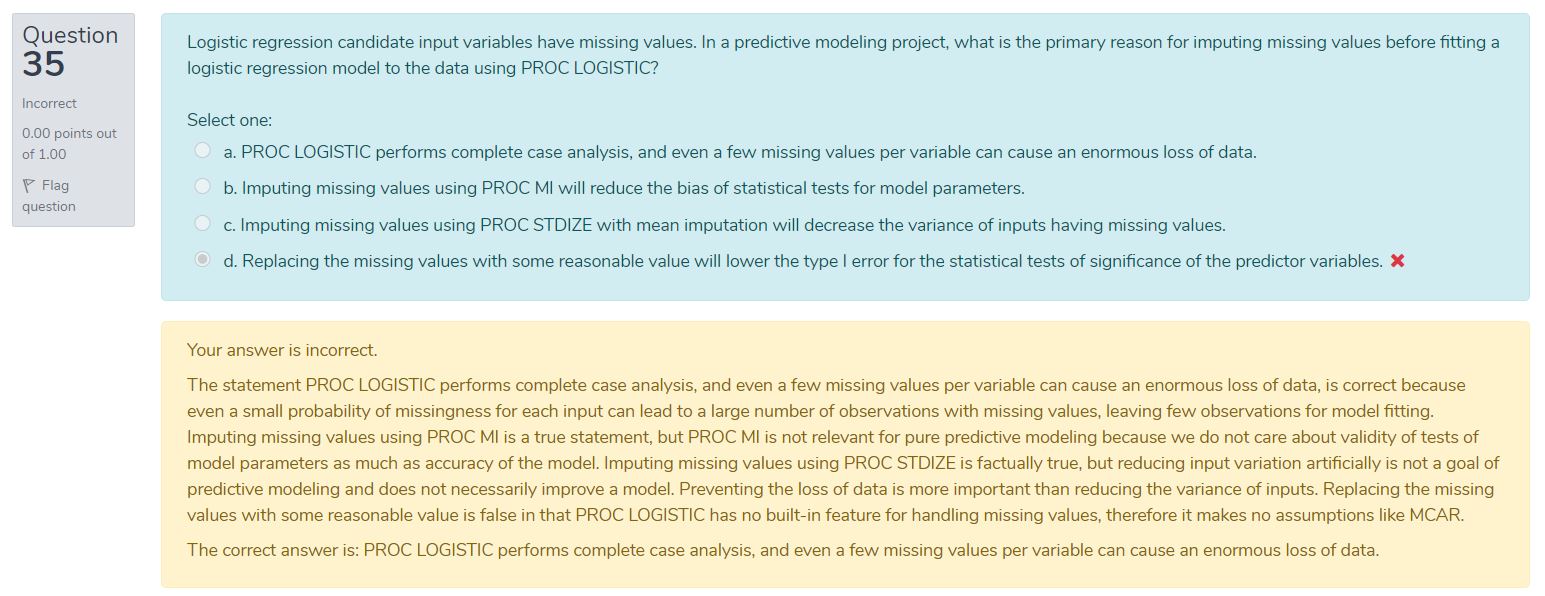 Question
35
Incorrect
0.00 points out
of 1.00
Flag
question
Logistic regression candidate input variables have missing values. In a predictive modeling project, what is the primary reason for imputing missing values before fitting a
logistic regression model to the data using PROC LOGISTIC?
Select one:
a. PROC LOGISTIC performs complete case analysis, and even a few missing values per variable can cause an enormous loss of data.
b. Imputing missing values using PROC MI will reduce the bias of statistical tests for model parameters.
c. Imputing missing values using PROC STDIZE with mean imputation will decrease the variance of inputs having missing values.
d. Replacing the missing values with some reasonable value will lower the type I error for the statistical tests of significance of the predictor variables.
Your answer is incorrect.
The statement PROC LOGISTIC performs complete case analysis, and even a few missing values per variable can cause an enormous loss of data, is correct because
even a small probability of missingness for each input can lead to a large number of observations with missing values, leaving few observations for model fitting.
Imputing missing values using PROC MI is a true statement, but PROC MI is not relevant for pure predictive modeling because we do not care about validity of tests of
model parameters as much as accuracy of the model. Imputing missing values using PROC STDIZE is factually true, but reducing input variation artificially is not a goal of
predictive modeling and does not necessarily improve a model. Preventing the loss of data is more important than reducing the variance of inputs. Replacing the missing
values with some reasonable value is false in that PROC LOGISTIC has no built-in feature for handling missing values, therefore it makes no assumptions like MCAR.
The correct answer is: PROC LOGISTIC performs complete case analysis, and even a few missing values per variable can cause an enormous loss of data.